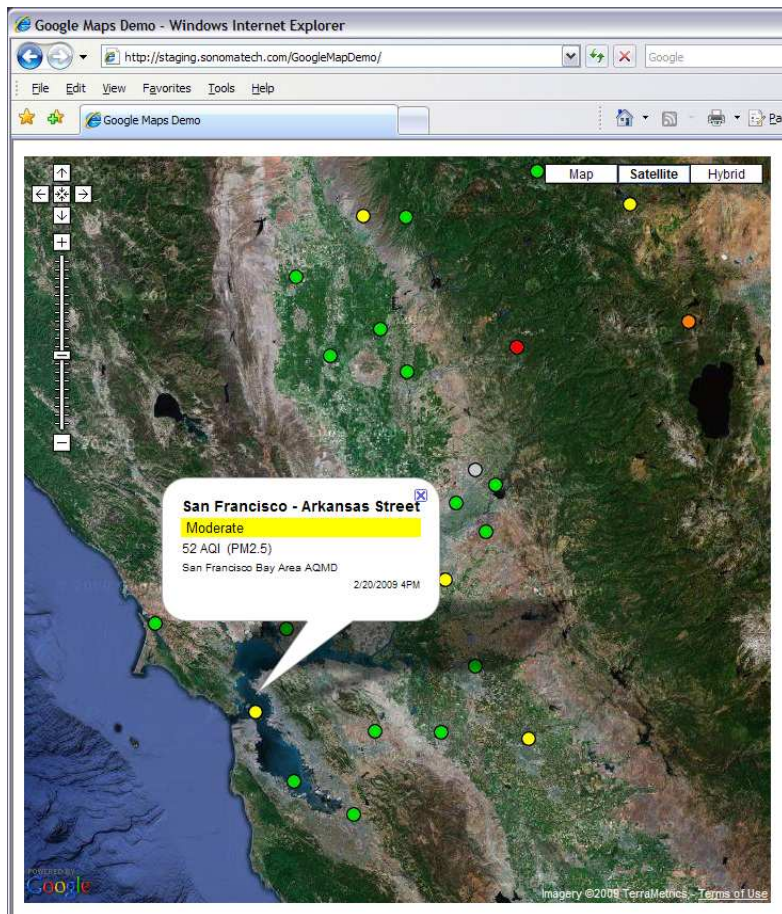 Google Maps Demo - Windows Internet Explorer
http://staging.sonomatech.com/GoogleMapDemo/
Google
File Edit View Favorites Tools Help
Google Maps Demo
Pa
Map Satellite Hybrid
San Francisco - Arkansas Street
Moderate
52 AQI (PM2.5)
San Francisco Bay Area AQMD
2/20/2009 4PM
POWERED BY
Google
Imagery ©2009 TerraMetrics - Terms of Use